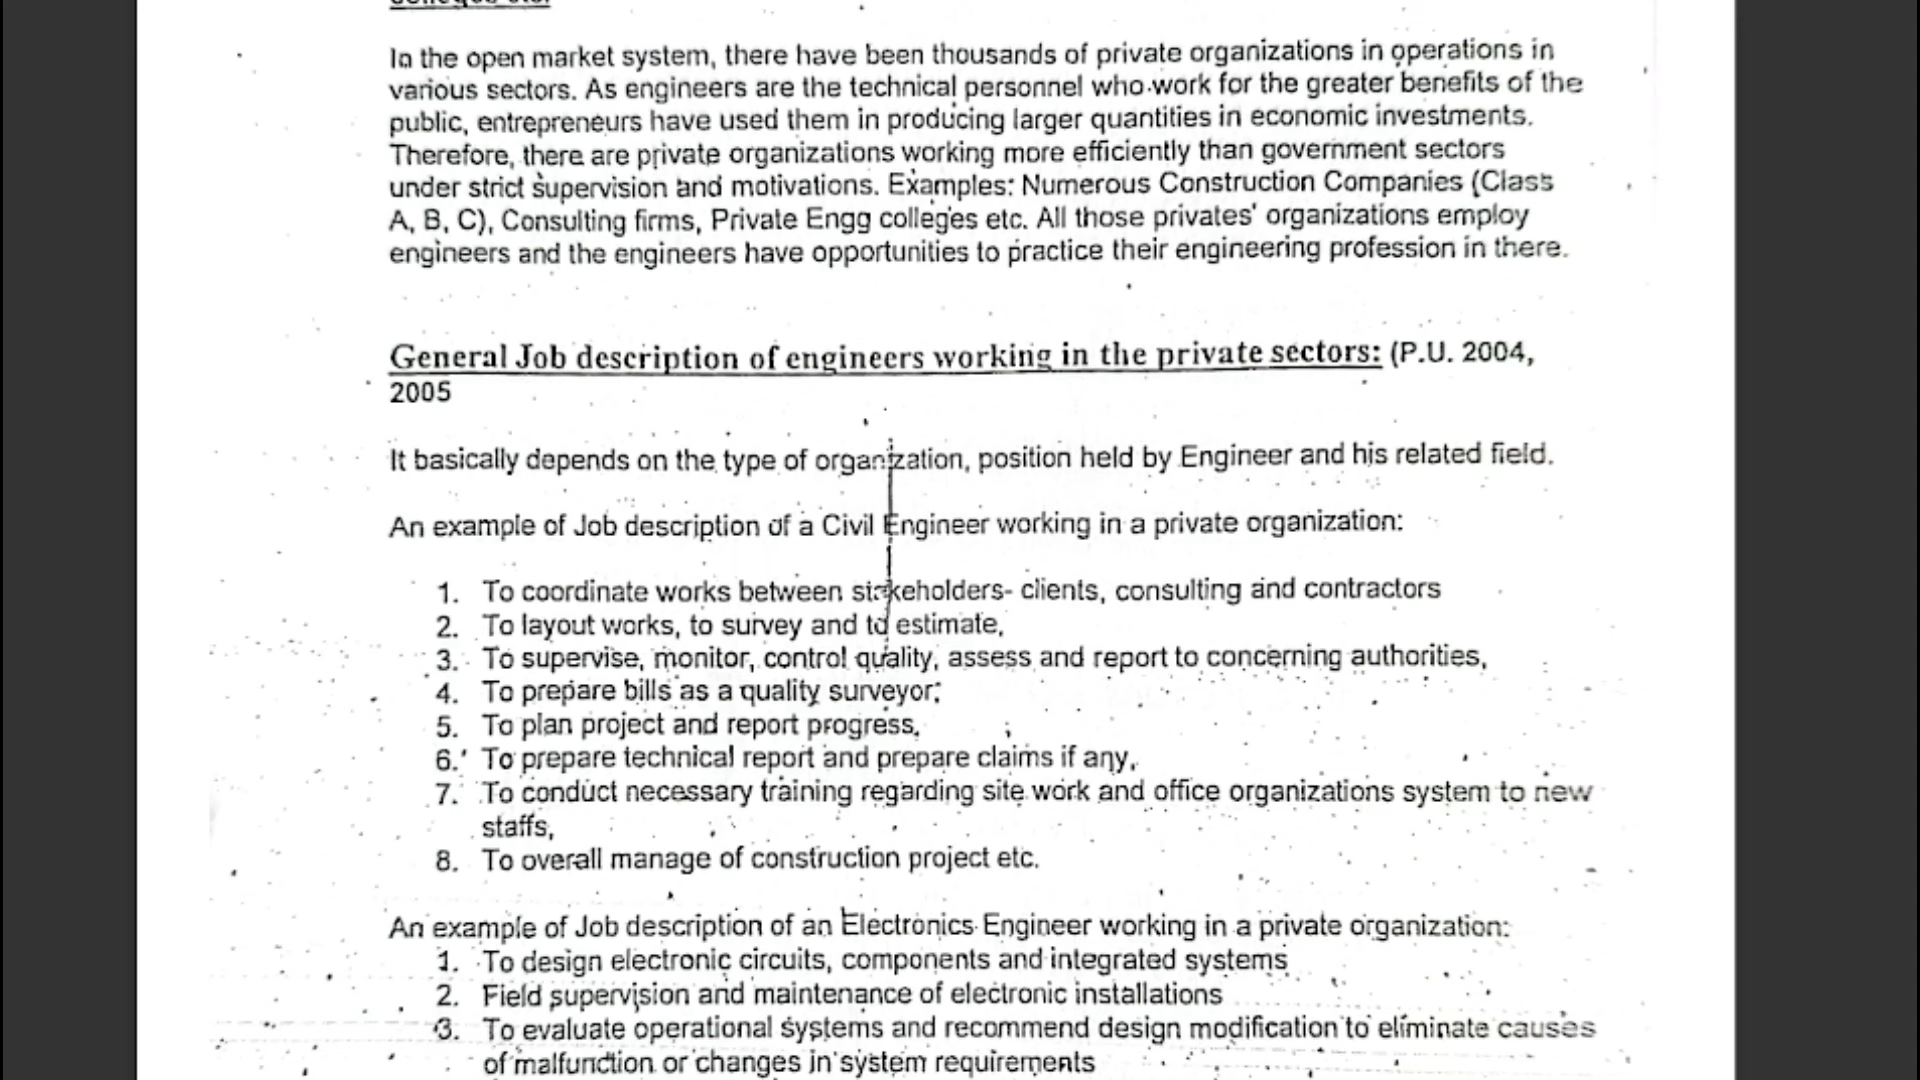 In the open market system, there have been thousands of private organizations in operations in
various sectors. As engineers are the technical personnel who work for the greater benefits of the
public, entrepreneurs have used them in producing larger quantities in economic investments.
Therefore, there are private organizations working more efficiently than government sectors
under strict supervision and motivations. Examples: Numerous Construction Companies (Class
A, B, C), Consulting firms, Private Engg colleges etc. All those privates' organizations employ
engineers and the engineers have opportunities to practice their engineering profession in there.
General Job description of engineers working in the private sectors: (P.U. 2004,
2005
It basically depends on the type of organization, position held by Engineer and his related field.
An example of Job description of a Civil Engineer working in a private organization:
1. To coordinate works between stakeholders- clients, consulting and contractors
2. To layout works, to survey and to estimate,
3. To supervise, monitor, control quality, assess and report to concerning authorities,
4. To prepare bills as a quality surveyor;
5. To plan project and report progress,
6. To prepare technical report and prepare claims if any,
7. To conduct necessary training regarding site work and office organizations system to new
staffs,
8. To overall manage of construction project etc.
An example of Job description of an Electronics Engineer working in a private organization:
1. To design electronic circuits, components and integrated systems
2. Field supervision and maintenance of electronic installations
3. To evaluate operational systems and recommend design modification to eliminate causes
of malfunction or changes in system requirements